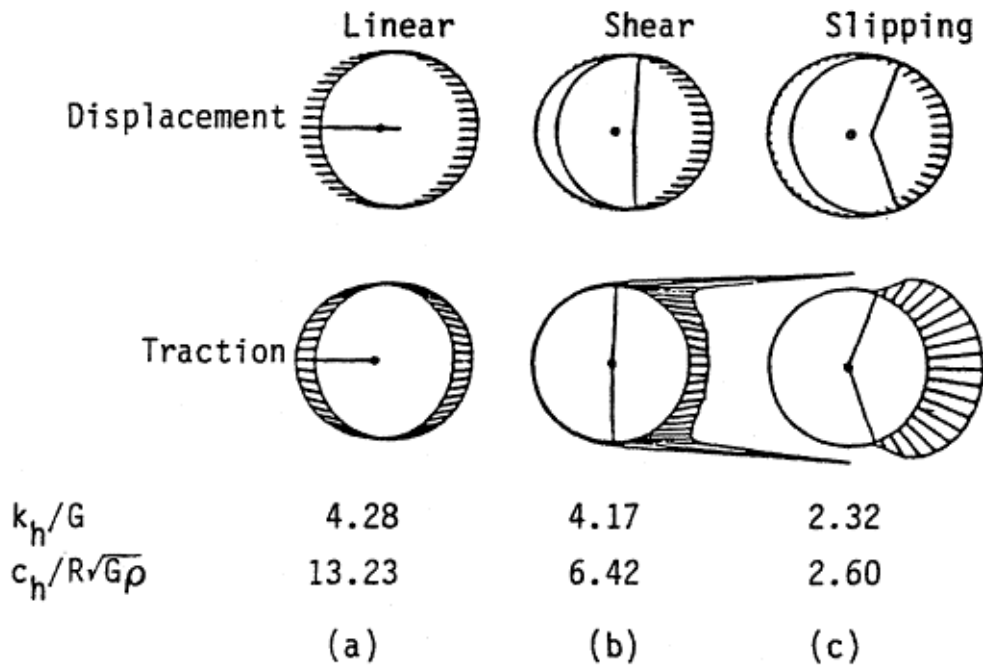 Linear Shear Slipping
Displacement
Traction
k_h/G 4.28 4.17 2.32
c_h/R√Gρ 13.23 6.42 2.60
(a) (b) (c)